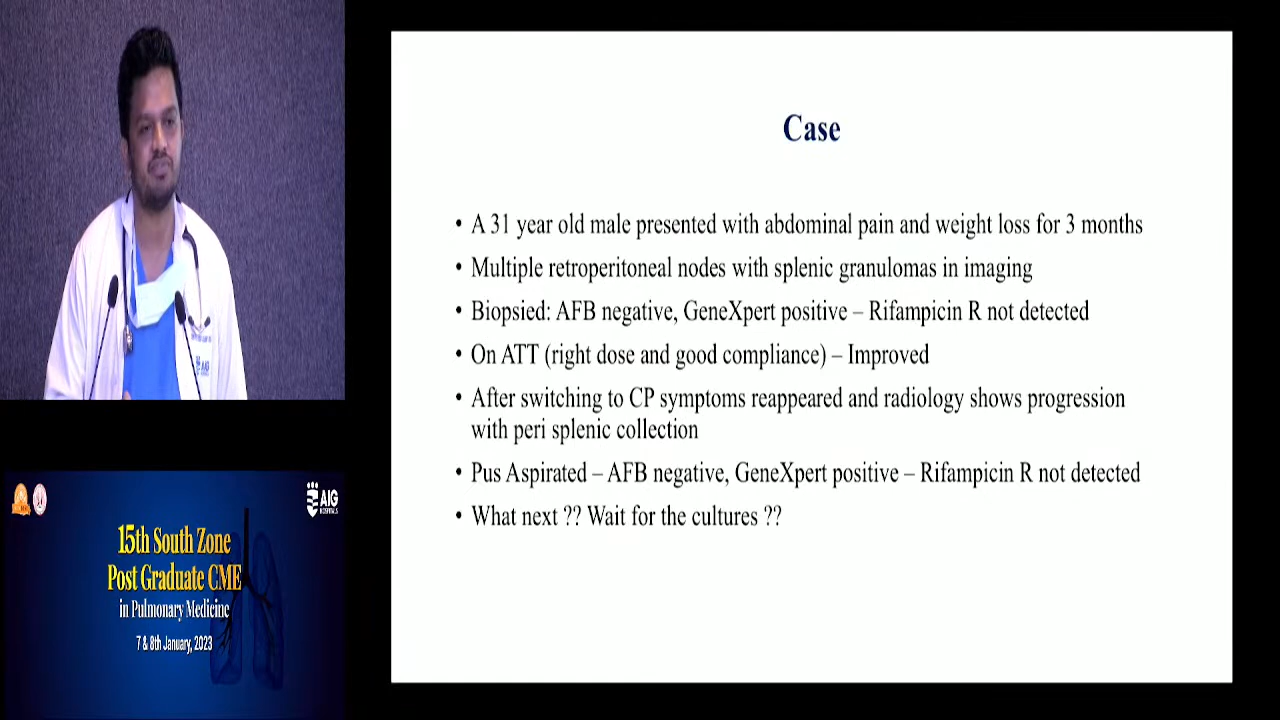 Case
• A 31 year old male presented with abdominal pain and weight loss for 3 months
• Multiple retroperitoneal nodes with splenic granulomas in imaging
• Biopsied: AFB negative, GeneXpert positive – Rifampicin R not detected
• On ATT (right dose and good compliance) – Improved
• After switching to CP symptoms reappeared and radiology shows progression
with peri splenic collection
• Pus Aspirated – AFB negative, GeneXpert positive – Rifampicin R not detected
• What next ?? Wait for the cultures ??
AIG
AIG
HOSPITALS
15th South Zone
Post Graduate CME
in Pulmonary Medicine
7 & 8th January, 2023